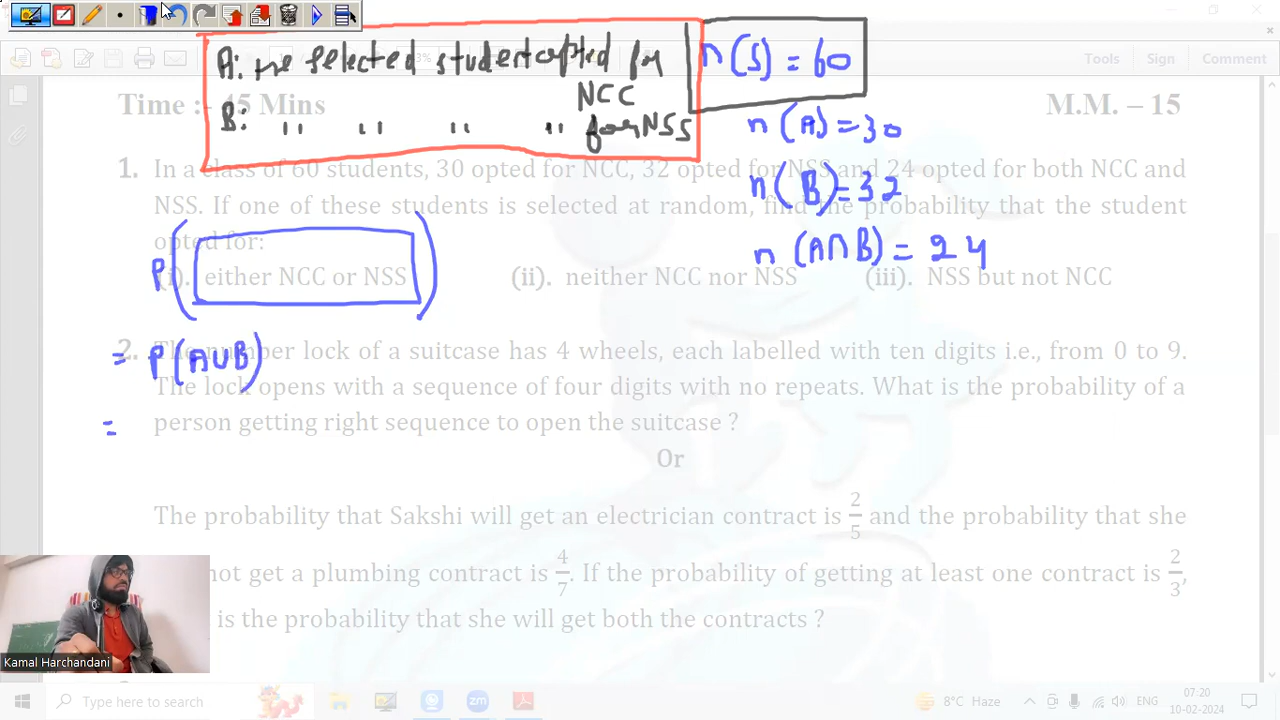 Tools Sign Comment
A: the selected student opted for NCC
B: '' '' '' '' for NSS
n(S) = 60
n(A) = 30
n(B) = 32
n(A∩B) = 24
Time :- 45 Mins M.M. – 15
1. In a class of 60 students, 30 opted for NCC, 32 opted for NSS and 24 opted for both NCC and
NSS. If one of these students is selected at random, find the probability that the student
opted for:
P( )
(i). either NCC or NSS (ii). neither NCC nor NSS (iii). NSS but not NCC
= P(A∪B)
=
2. The number lock of a suitcase has 4 wheels, each labelled with ten digits i.e., from 0 to 9.
The lock opens with a sequence of four digits with no repeats. What is the probability of a
person getting right sequence to open the suitcase ?
Or
The probability that Sakshi will get an electrician contract is 2/5 and the probability that she
not get a plumbing contract is 4/7. If the probability of getting at least one contract is 2/3,
is the probability that she will get both the contracts ?
Kamal Harchandani
Type here to search
zm
8°C Haze
ENG
07:20
10-02-2024